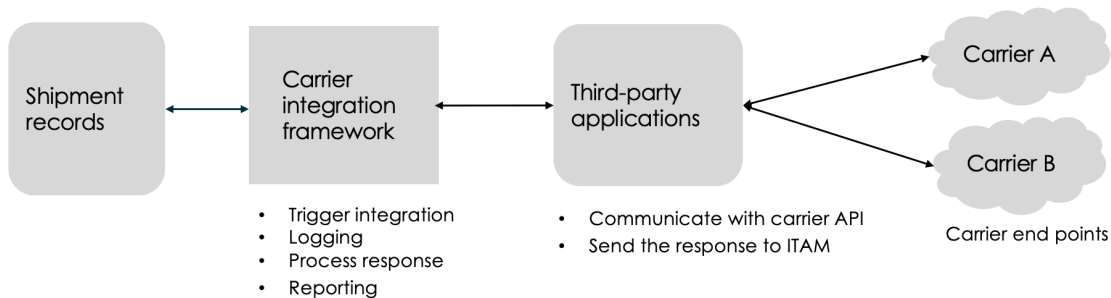 Shipment
records
Carrier
integration
framework
Third-party
applications
Carrier A
Carrier B
• Trigger integration
• Logging
• Process response
• Reporting
• Communicate with carrier API
• Send the response to ITAM
Carrier end points